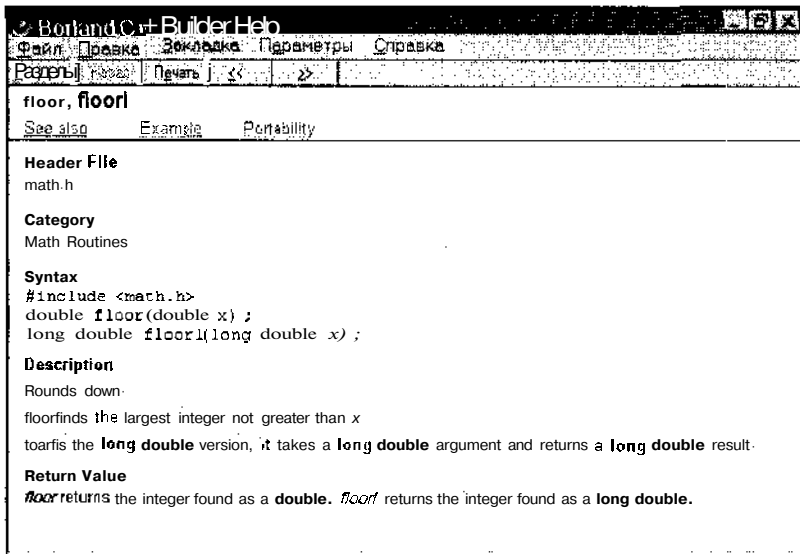 Borland C++ Builder Help
Файл Правка Закладка Параметры Справка
Разделы Назад Печать << >>
floor, floorl
See also Example Portability
Header File
math.h
Category
Math Routines
Syntax
#include <math.h>
double floor(double x) ;
long double floorl(long double x) ;
Description
Rounds down.
floorfinds the largest integer not greater than x
toarfis the long double version, it takes a long double argument and returns a long double result.
Return Value
floor returns the integer found as a double. floorl returns the integer found as a long double.